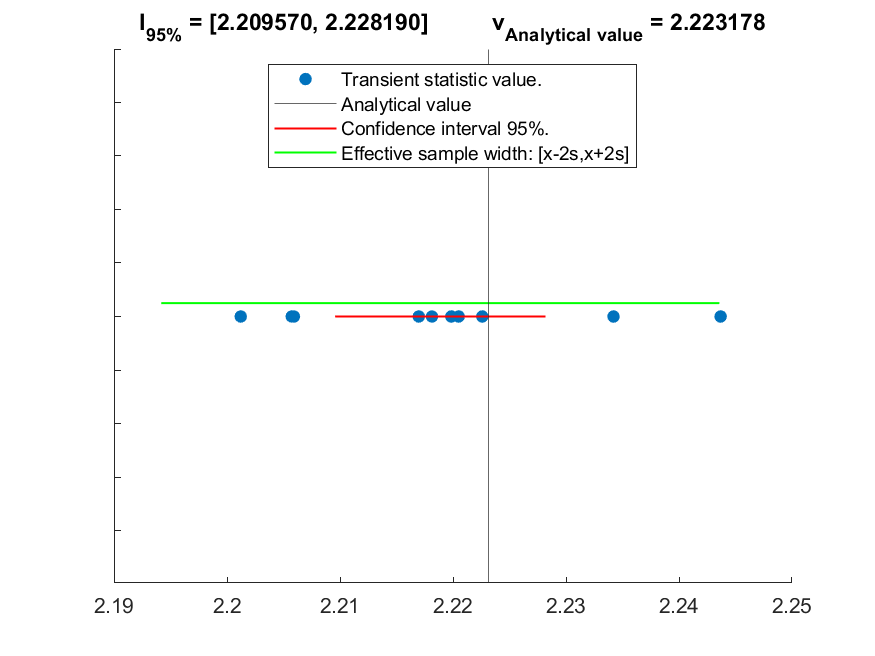 I95% = [2.209570, 2.228190] vAnalytical value = 2.223178
Transient statistic value.
Analytical value
Confidence interval 95%.
Effective sample width: [x-2s,x+2s]
2.19 2.2 2.21 2.22 2.23 2.24 2.25